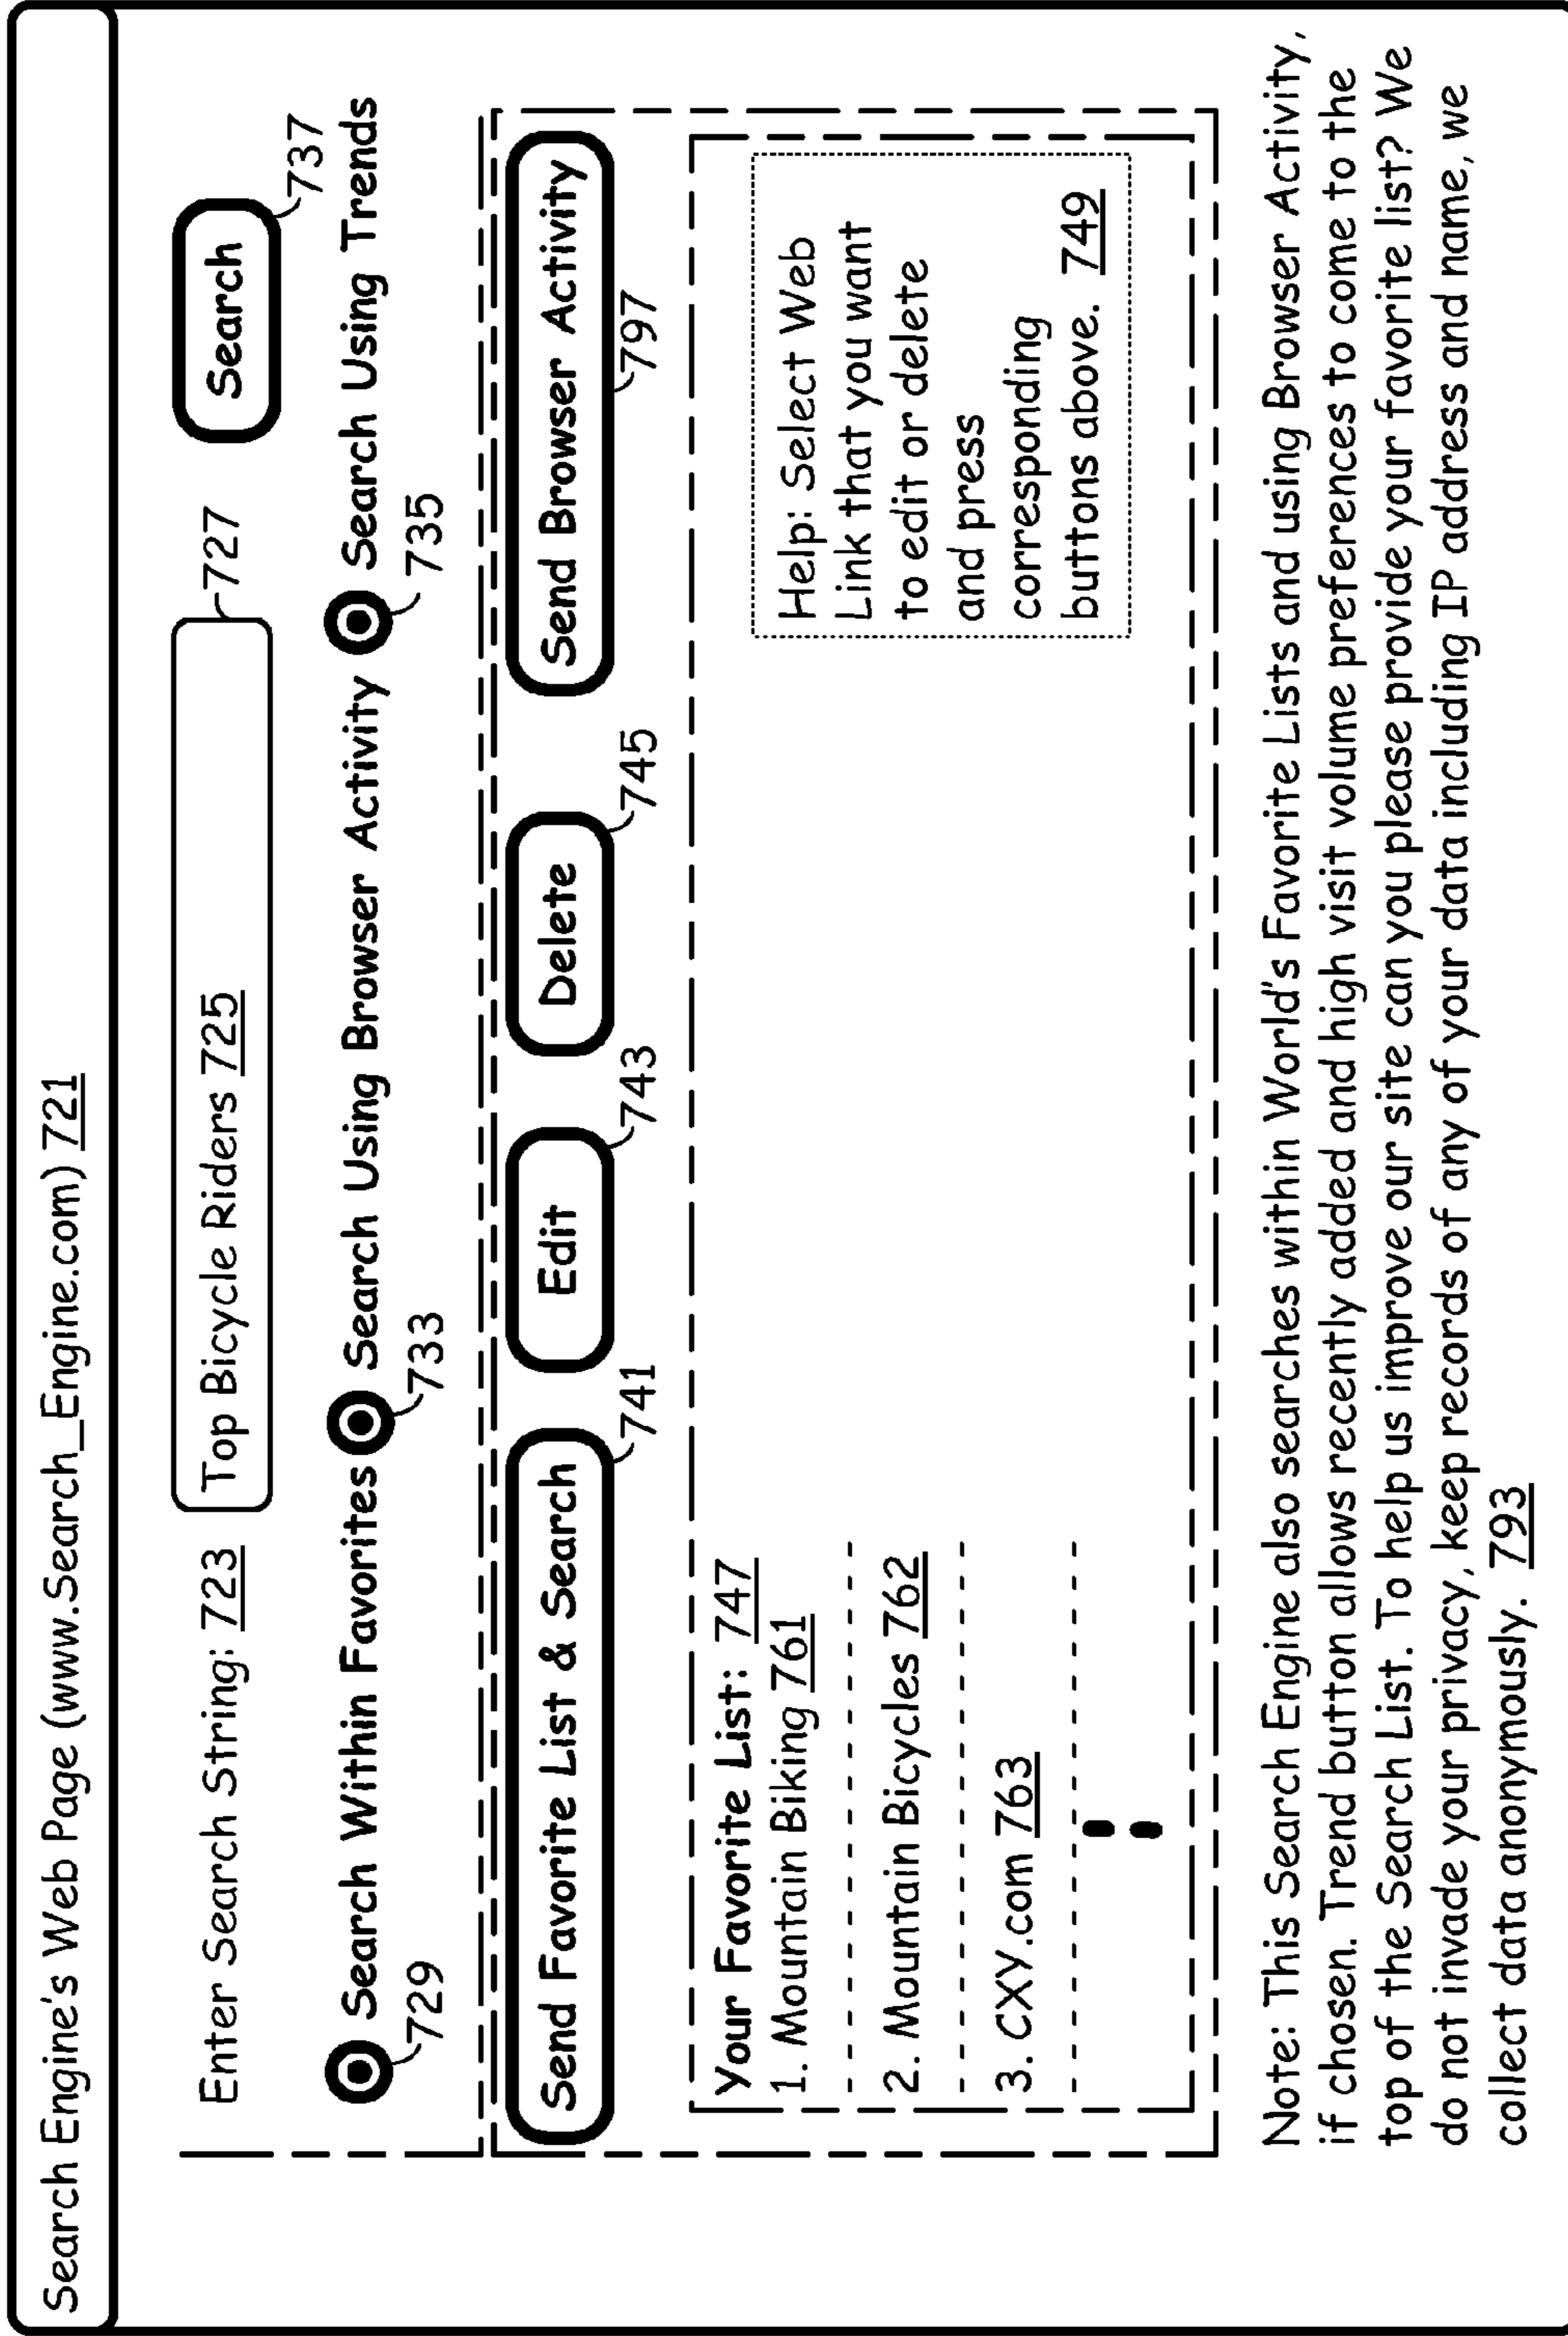 Search Engine's Web Page (www.Search_Engine.com) 721
Enter Search String: 723
Top Bicycle Riders 725
727
Search
737
Search Within Favorites
729
Search Using Browser Activity
733
Search Using Trends
735
Send Favorite List & Search
741
Edit
743
Delete
745
Send Browser Activity
797
Your Favorite List: 747
1. Mountain Biking 761
2. Mountain Bicycles 762
3. CXY.com 763
Help: Select Web
Link that you want
to edit or delete
and press
corresponding
buttons above. 749
Note: This Search Engine also searches within World's Favorite Lists and using Browser Activity,
if chosen. Trend button allows recently added and high visit volume preferences to come to the
top of the Search List. To help us improve our site can you please provide your favorite list? We
do not invade your privacy, keep records of any of your data including IP address and name, we
collect data anonymously. 793